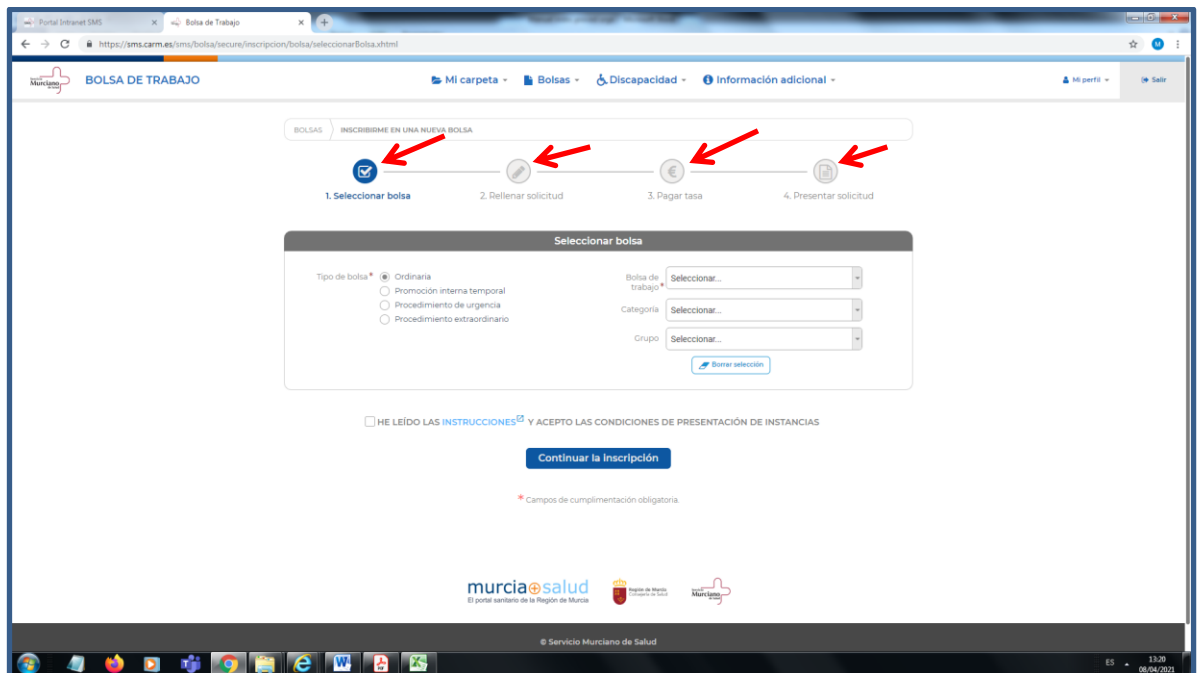 Portal Intranet SMS
Bolsa de Trabajo
https://sms.carm.es/sms/bolsa/secure/inscripcion/bolsa/seleccionarBolsa.xhtml
Murciano
BOLSA DE TRABAJO
Mi carpeta
Bolsas
Discapacidad
Información adicional
Mi perfil
Salir
BOLSAS
INSCRIBIRME EN UNA NUEVA BOLSA
1. Seleccionar bolsa
2. Rellenar solicitud
3. Pagar tasa
4. Presentar solicitud
Seleccionar bolsa
Tipo de bolsa *
Ordinaria
Promoción interna temporal
Procedimiento de urgencia
Procedimiento extraordinario
Bolsa de trabajo *
Seleccionar...
Categoría
Seleccionar...
Grupo
Seleccionar...
Borrar selección
HE LEÍDO LAS INSTRUCCIONES Y ACEPTO LAS CONDICIONES DE PRESENTACIÓN DE INSTANCIAS
Continuar la inscripción
* Campos de cumplimentación obligatoria.
murcia salud
El portal sanitario de la Región de Murcia
Región de Murcia
Consejería de Salud
Murciano
© Servicio Murciano de Salud
ES
13:20
08/04/2021